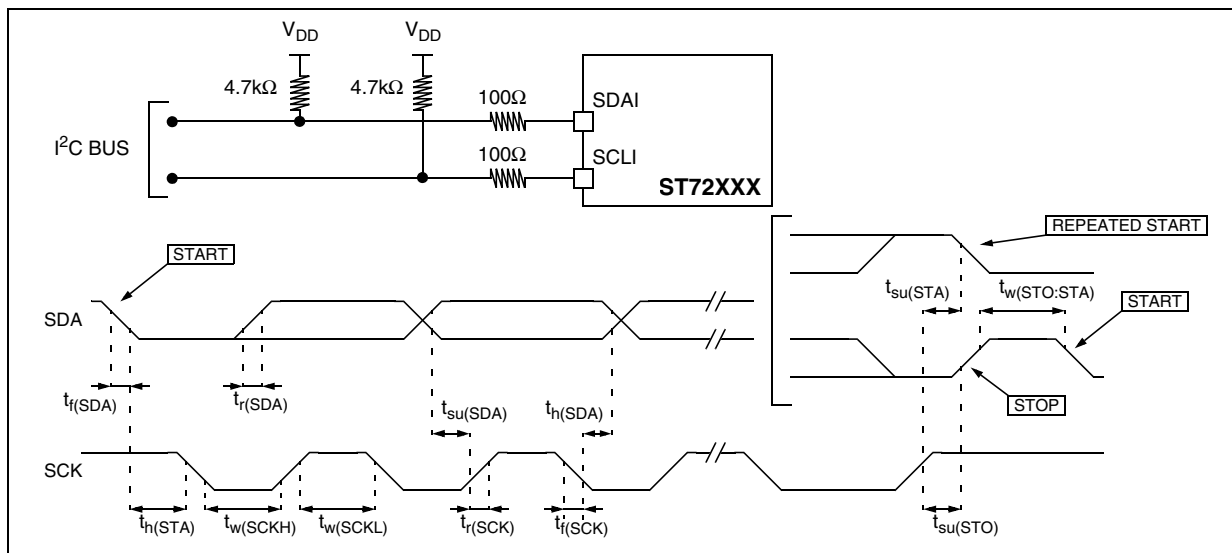 V_DD V_DD
4.7kΩ 4.7kΩ
100Ω
SDAI
I²C BUS
100Ω
SCLI
ST72XXX
REPEATED START
START
t_su(STA) t_w(STO:STA)
START
SDA
t_f(SDA) t_r(SDA)
t_su(SDA) t_h(SDA)
STOP
SCK
t_h(STA) t_w(SCKH) t_w(SCKL) t_r(SCK) t_f(SCK)
t_su(STO)